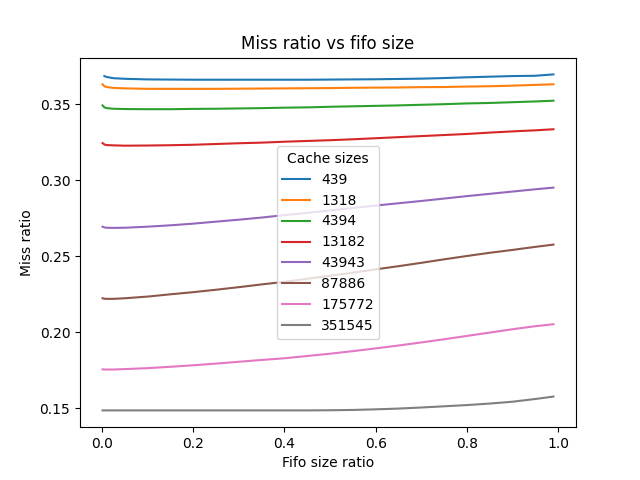 Miss ratio vs fifo size
Miss ratio
0.35
0.30
0.25
0.20
0.15
Cache sizes
439
1318
4394
13182
43943
87886
175772
351545
0.0 0.2 0.4 0.6 0.8 1.0
Fifo size ratio